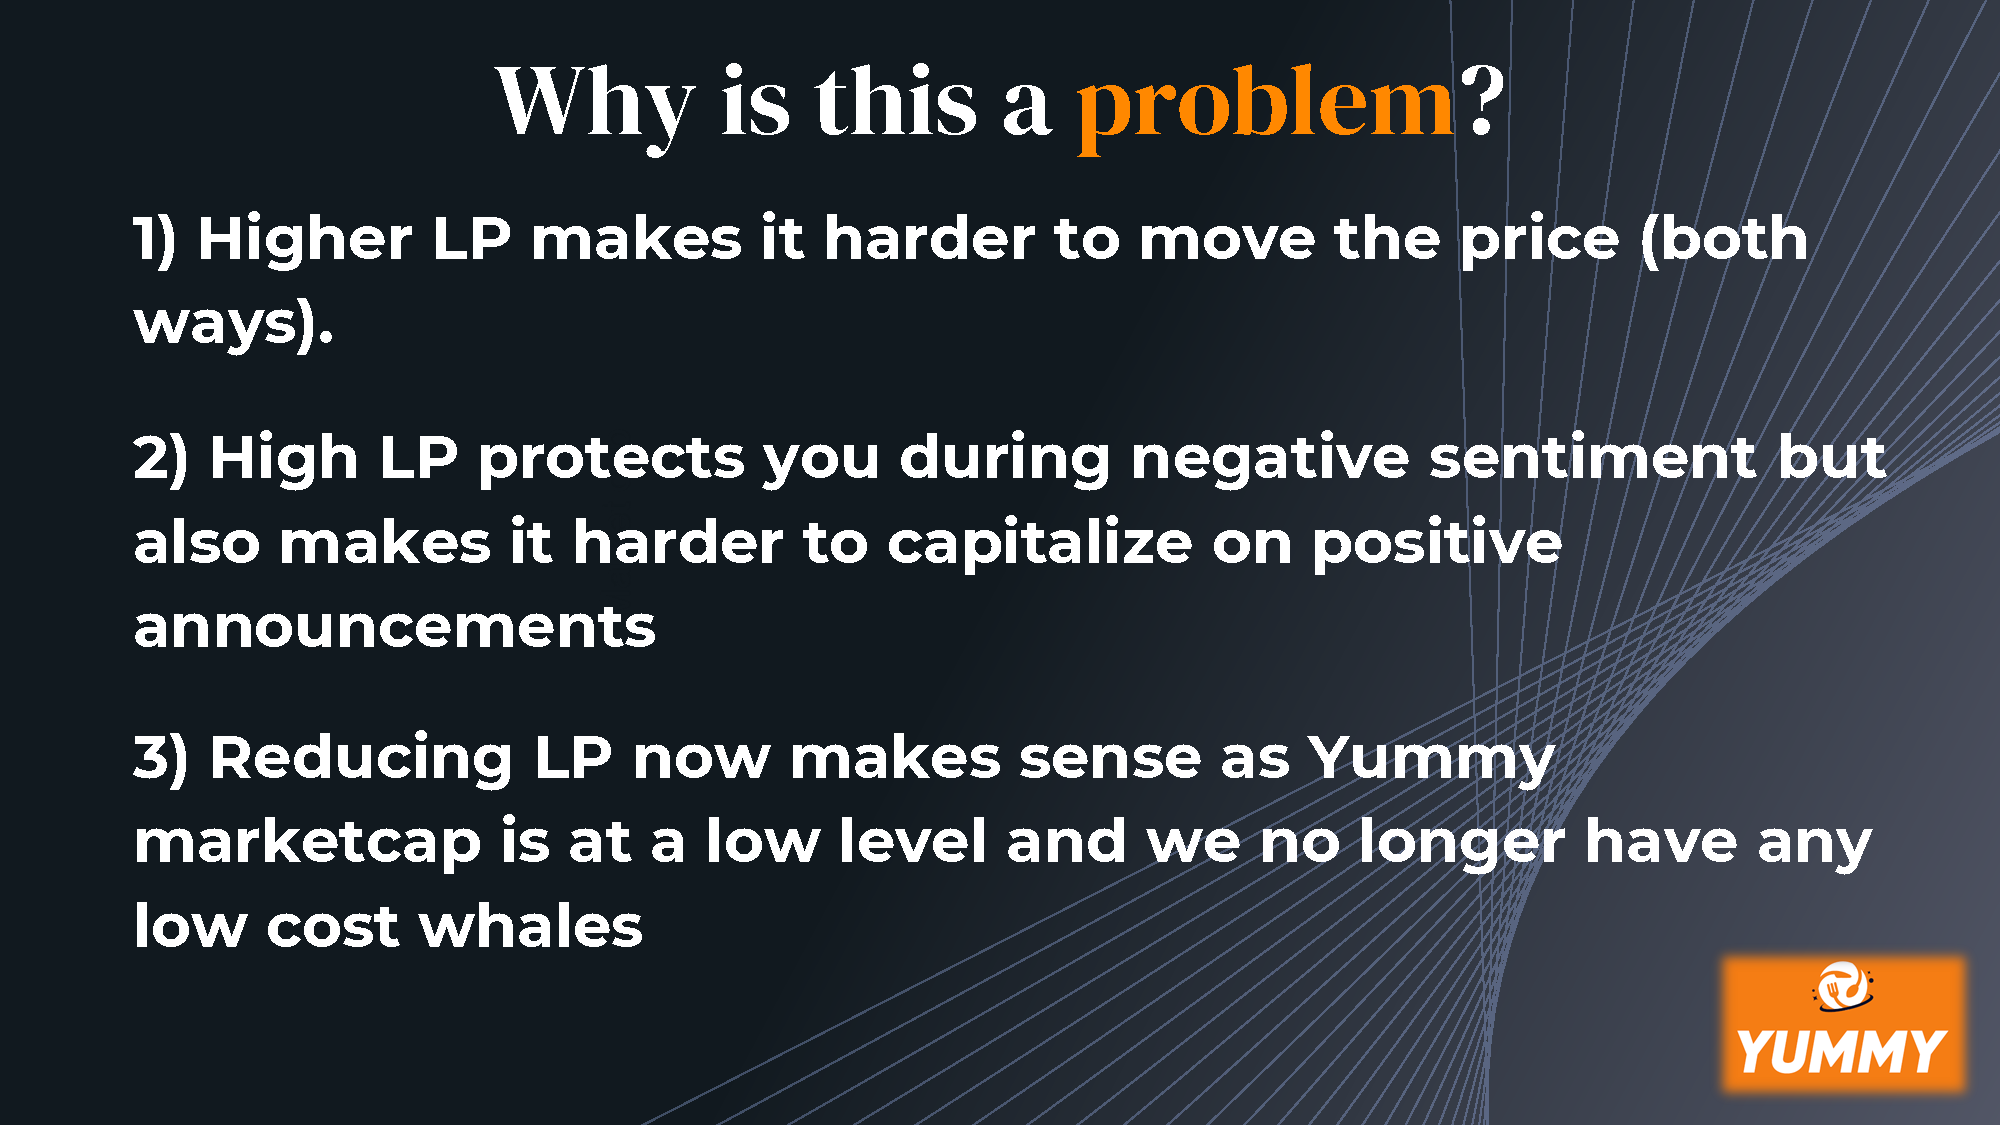 Why is this a problem?
1) Higher LP makes it harder to move the price (both
ways).
2) High LP protects you during negative sentiment but
also makes it harder to capitalize on positive
announcements
3) Reducing LP now makes sense as Yummy
marketcap is at a low level and we no longer have any
low cost whales
YUMMY